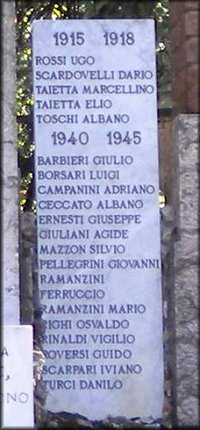 1915 1918
ROSSI UGO
SCARDOVELLI DARIO
TAIETTA MARCELLINO
TAIETTA ELIO
TOSCHI ALBANO
1940 1945
BARBIERI GIULIO
BORSARI LUIGI
CAMPANINI ADRIANO
CECCATO ALBANO
ERNESTI GIUSEPPE
GIULIANI AGIDE
MAZZON SILVIO
PELLEGRINI GIOVANNI
RAMANZINI
FERRUCCIO
RAMANZINI MARIO
RIGHI OSVALDO
RINALDI VIGILIO
ROVERSI GUIDO
SCARPARI IVIANO
TURCI DANILO